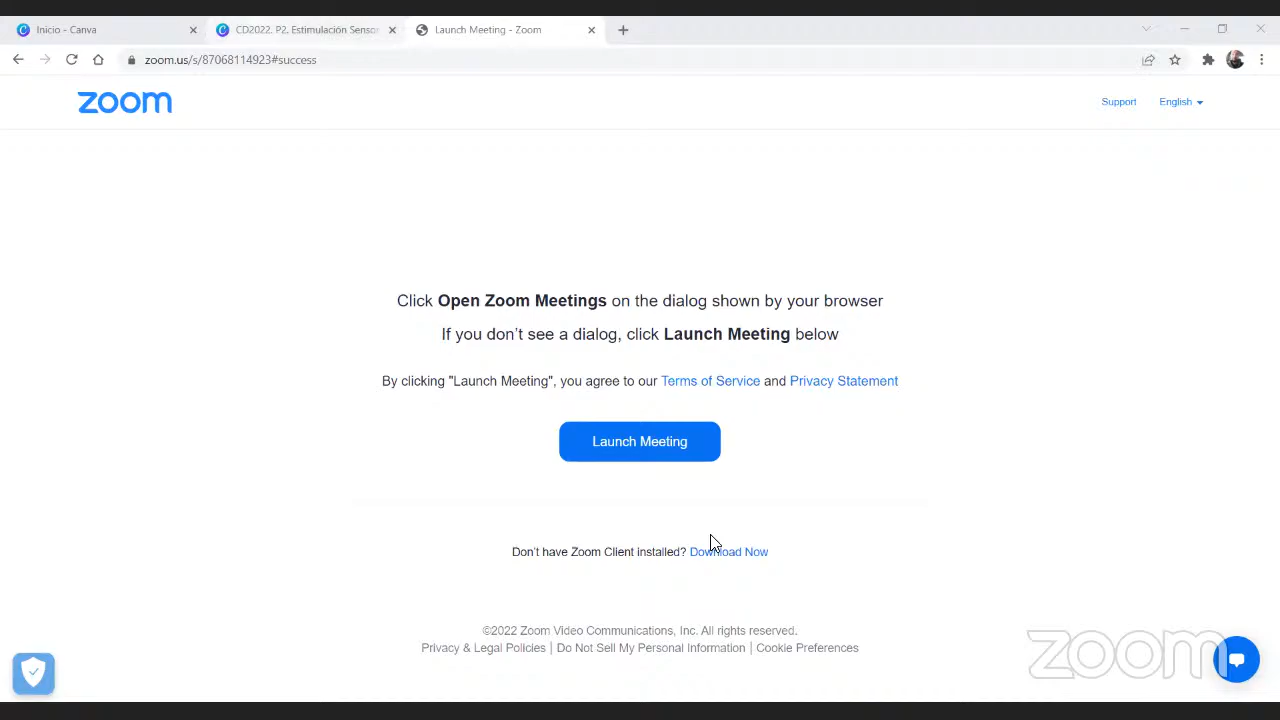 Inicio - Canva
CD2022. P2. Estimulación Sensor
Launch Meeting - Zoom
zoom.us/s/87068114923#success
zoom
Support
English
Click Open Zoom Meetings on the dialog shown by your browser
If you don't see a dialog, click Launch Meeting below
By clicking "Launch Meeting", you agree to our Terms of Service and Privacy Statement
Launch Meeting
Don't have Zoom Client installed? Download Now
©2022 Zoom Video Communications, Inc. All rights reserved.
Privacy & Legal Policies | Do Not Sell My Personal Information | Cookie Preferences
zoom